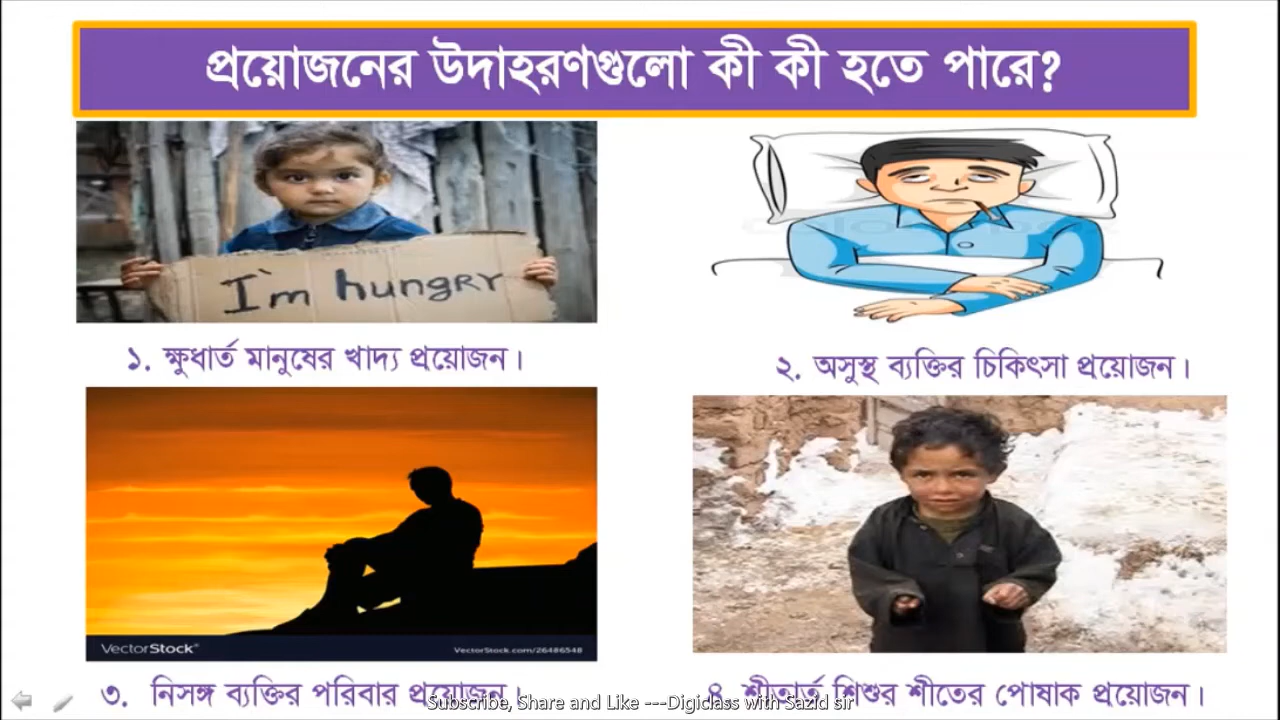 প্রয়োজনের উদাহরণগুলো কী কী হতে পারে?
I'm hungry
১. ক্ষুধার্ত মানুষের খাদ্য প্রয়োজন।
২. অসুস্থ ব্যক্তির চিকিৎসা প্রয়োজন।
VectorStock®
VectorStock.com/26486548
৩. নিসঙ্গ ব্যক্তির পরিবার প্রয়োজন।
৪. শীতার্ত শিশুর শীতের পোষাক প্রয়োজন।
Subscribe, Share and Like ---Digiclass with Sazid sir